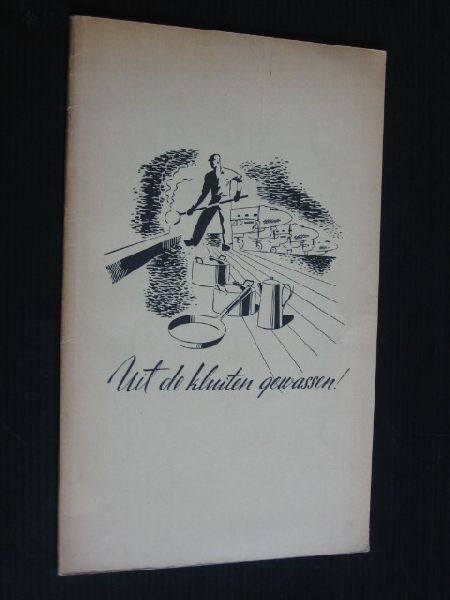 Uit de kluiten gewassen!